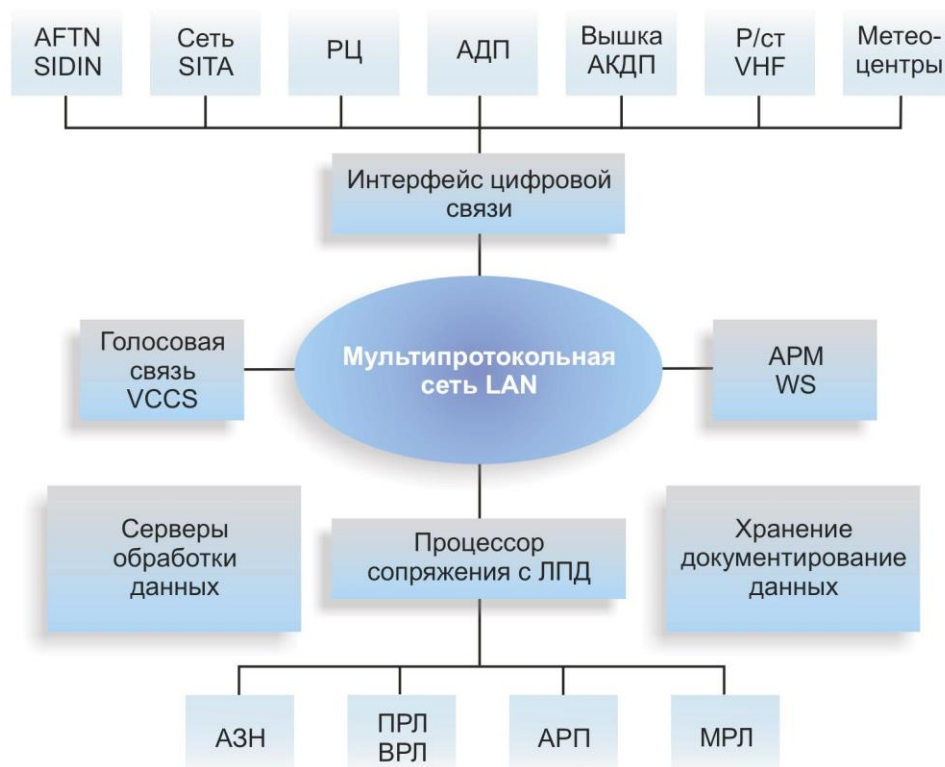 AFTN
SIDIN
Сеть
SITA
РЦ
АДП
Вышка
АКДП
Р/ст
VHF
Метео-
центры
Интерфейс цифровой
связи
Голосовая
связь
VCCS
Мультипротокольная
сеть LAN
АРМ
WS
Серверы
обработки
данных
Процессор
сопряжения с ЛПД
Хранение
документирование
данных
АЗН
ПРЛ
ВРЛ
АРП
МРЛ